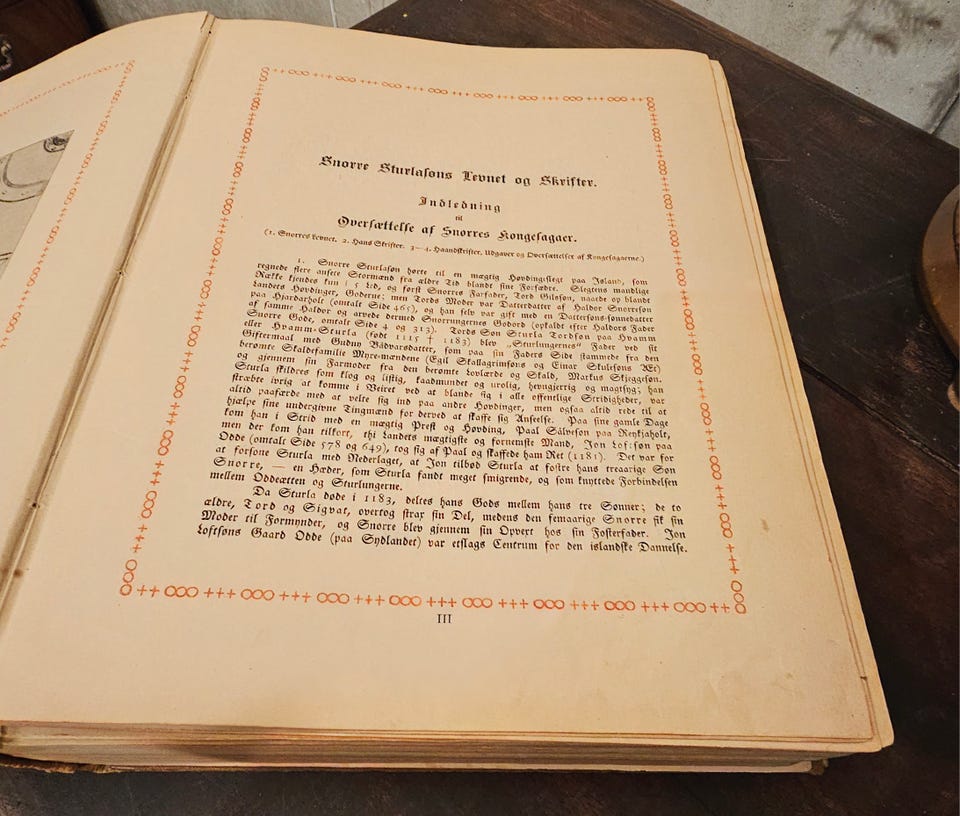 Snorre Sturlasøns Levnet og Skrifter.
Indledning
til
Oversættelse af Snorres Kongesagaer.
(1. Snorres Levnet. 2. Hans Skrifter. 3—4. Haandskrifter, Udgaver og Oversættelser af Kongesagaerne.)
1. Snorre Sturlasøn hørte til en mægtig Høvdingslegt paa Island, som
regnede flere ansete Stormænd fra ældre Tid blandt sine Forfædre. Slegtens mandlige
Række kjendes kun i 5 Led, og først Snorres Farfader, Tord Gilsøn, naaede op blandt
Landets Høvdinger, Goderne; men Tords Moder var Datterdatter af Haldor Snorresøn
paa Hjardarholt (omtalt Side 465), og han selv var gift med en Dattersøns-sønnedatter
af samme Haldor og arvede dermed Snorrungernes Godord (opkaldt efter Haldors Fader
Snorre Gode, omtalt Side 4 og 313). Tords Søn Sturla Tordsøn paa Hvamm
eller Hvamm-Sturla (født 1115 † 1183) blev „Sturlungernes“ Fader ved sit
Giftermaal med Gudny Bådvarsdatter, som paa sin Faders Side stammede fra den
berømte Skaldefamilie Myre-mændene (Egil Skallagrimsøns og Einar Skulesøns Æt)
og gjennem sin Farmoder fra den berømte Lovlærde og Skald, Markus Skjeggesøn.
Sturla skildres som klog og listig, kaadmundet og urolig, hevngjerrig og magtsyg; han
stræbte ivrig at komme i Veiret ved at blande sig i alle offentlige Stridigheder, var
altid paafærde med at velte sig ind paa andre Høvdinger, men ogsaa altid rede til at
hjælpe sine undergivne Tingmænd for derved at skaffe sig Anseelse. Paa sine gamle Dage
kom han i Strid med en mægtig Prest og Høvding, Paal Sålvesøn paa Reykjaholt,
men der kom han tilkort, thi Landets mægtigste og fornemste Mand, Jon Loftsøn paa
Odde (omtalt Side 578 og 649), tog sig af Paal og skaffede ham Ret (1181). Det var for
at forsone Sturla med Nederlaget, at Jon tilbød Sturla at fostre hans treaarige Søn
Snorre, — en Hæder, som Sturla fandt meget smigrende, og som knyttede Forbindelsen
mellem Oddeætten og Sturlungerne.
Da Sturla døde i 1183, deltes hans Gods mellem hans tre Sønner; de to
ældre, Tord og Sigvat, overtog strax sin Del, medens den femaarige Snorre fik sin
Moder til Formynder, og Snorre blev gjennem sin Opvext hos sin Fosterfader. Jon
Loftsøns Gaard Odde (paa Sydlandet) var etslags Centrum for den islandske Dannelse.
III